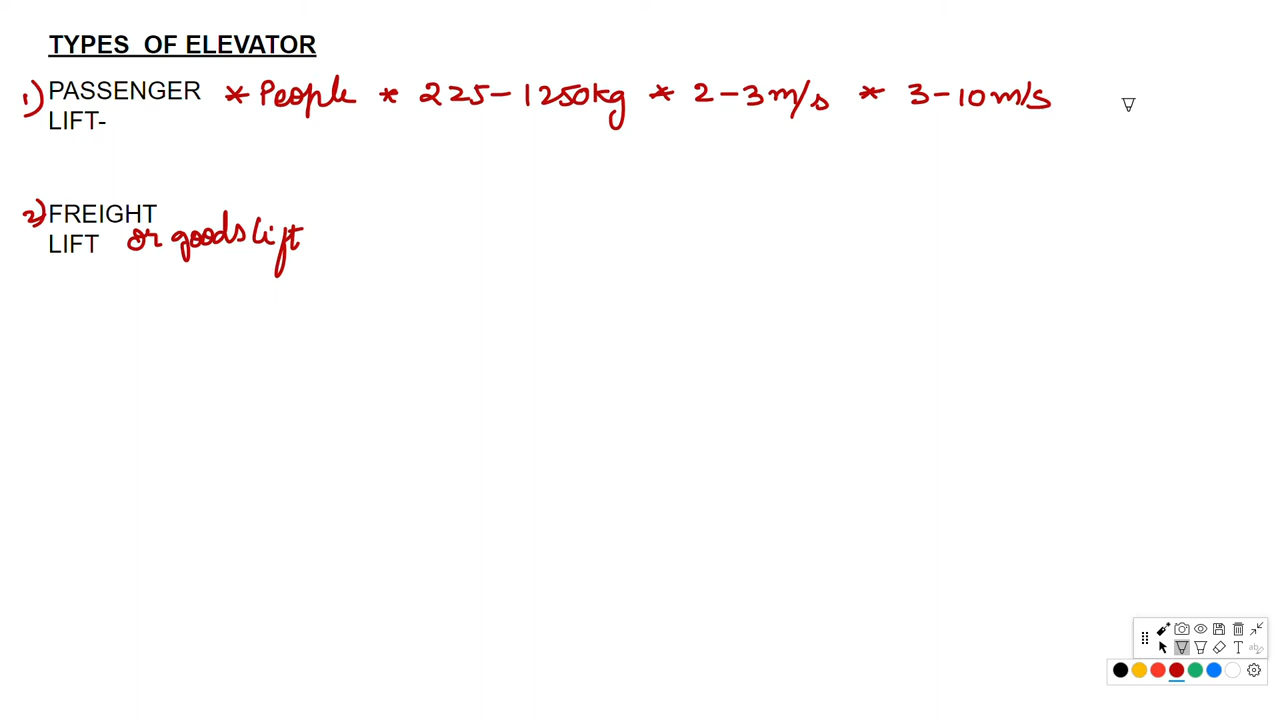 TYPES OF ELEVATOR
1) PASSENGER * People * 225-1250kg * 2-3m/s * 3-10m/s
LIFT-
2) FREIGHT
LIFT or goods lift